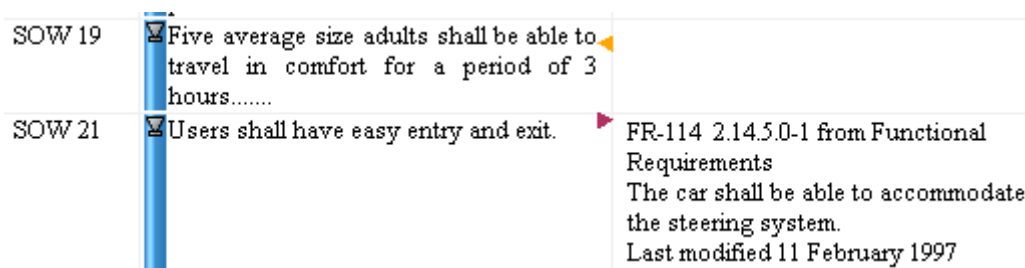 SOW 19
Five average size adults shall be able to
travel in comfort for a period of 3
hours.......
SOW 21
Users shall have easy entry and exit.
FR-114 2.14.5.0-1 from Functional
Requirements
The car shall be able to accommodate
the steering system.
Last modified 11 February 1997